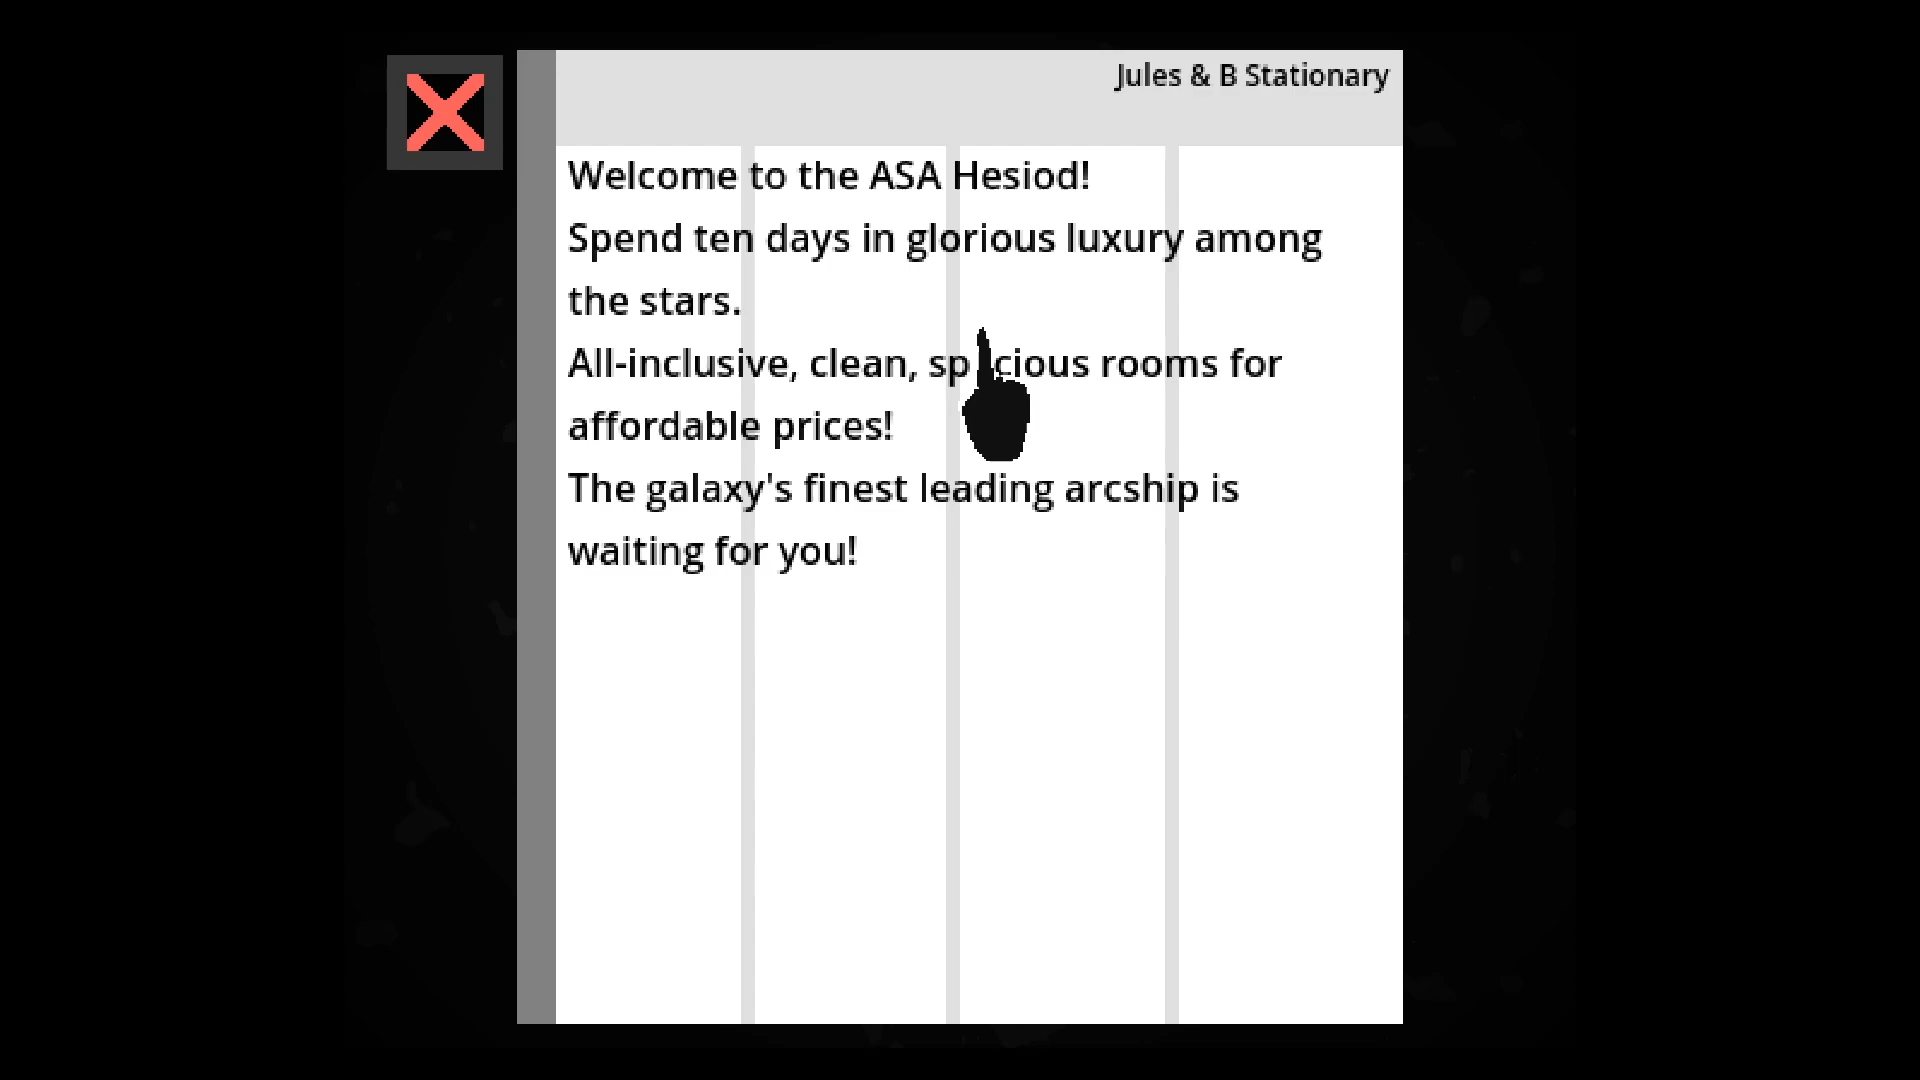 Jules & B Stationary
Welcome to the ASA Hesiod!
Spend ten days in glorious luxury among
the stars.
All-inclusive, clean, spacious rooms for
affordable prices!
The galaxy's finest leading arcship is
waiting for you!